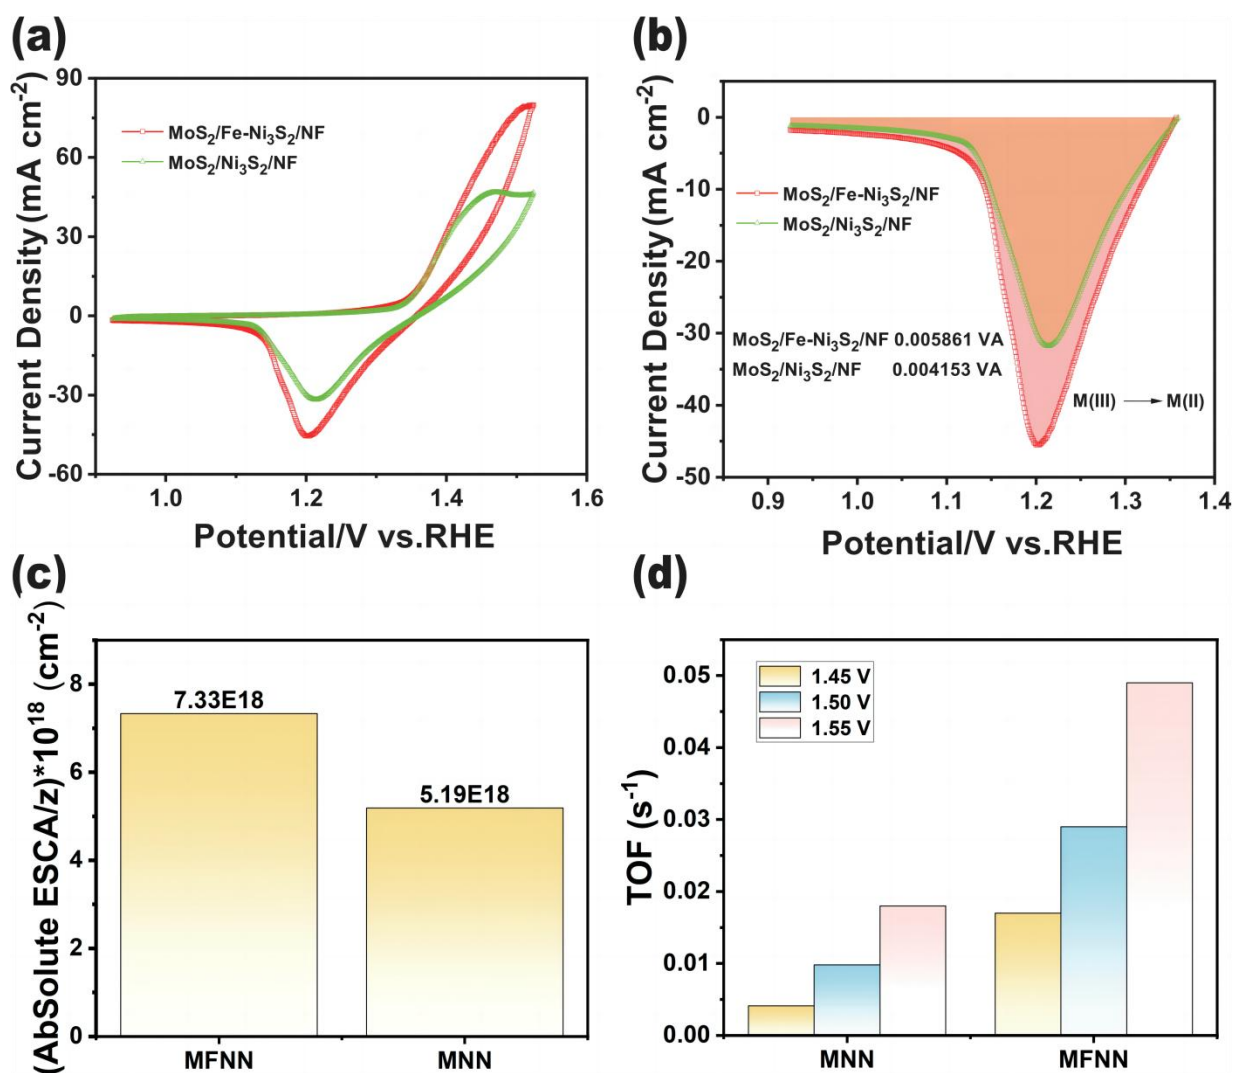 (a)
Current Density (mA cm-2)
90
60
30
0
-30
-60
MoS2/Fe-Ni3S2/NF
MoS2/Ni3S2/NF
1.0 1.2 1.4 1.6
Potential/V vs.RHE
(b)
Current Density (mA cm-2)
0
-10
-20
-30
-40
-50
MoS2/Fe-Ni3S2/NF
MoS2/Ni3S2/NF
MoS2/Fe-Ni3S2/NF 0.005861 VA
MoS2/Ni3S2/NF 0.004153 VA
M(III) → M(II)
0.9 1.0 1.1 1.2 1.3 1.4
Potential/V vs.RHE
(c)
(AbSolute ESCA/z)*10^18 (cm-2)
8
6
4
2
0
7.33E18
5.19E18
MFNN MNN
(d)
TOF (s-1)
0.05
0.04
0.03
0.02
0.01
0.00
1.45 V
1.50 V
1.55 V
MNN MFNN